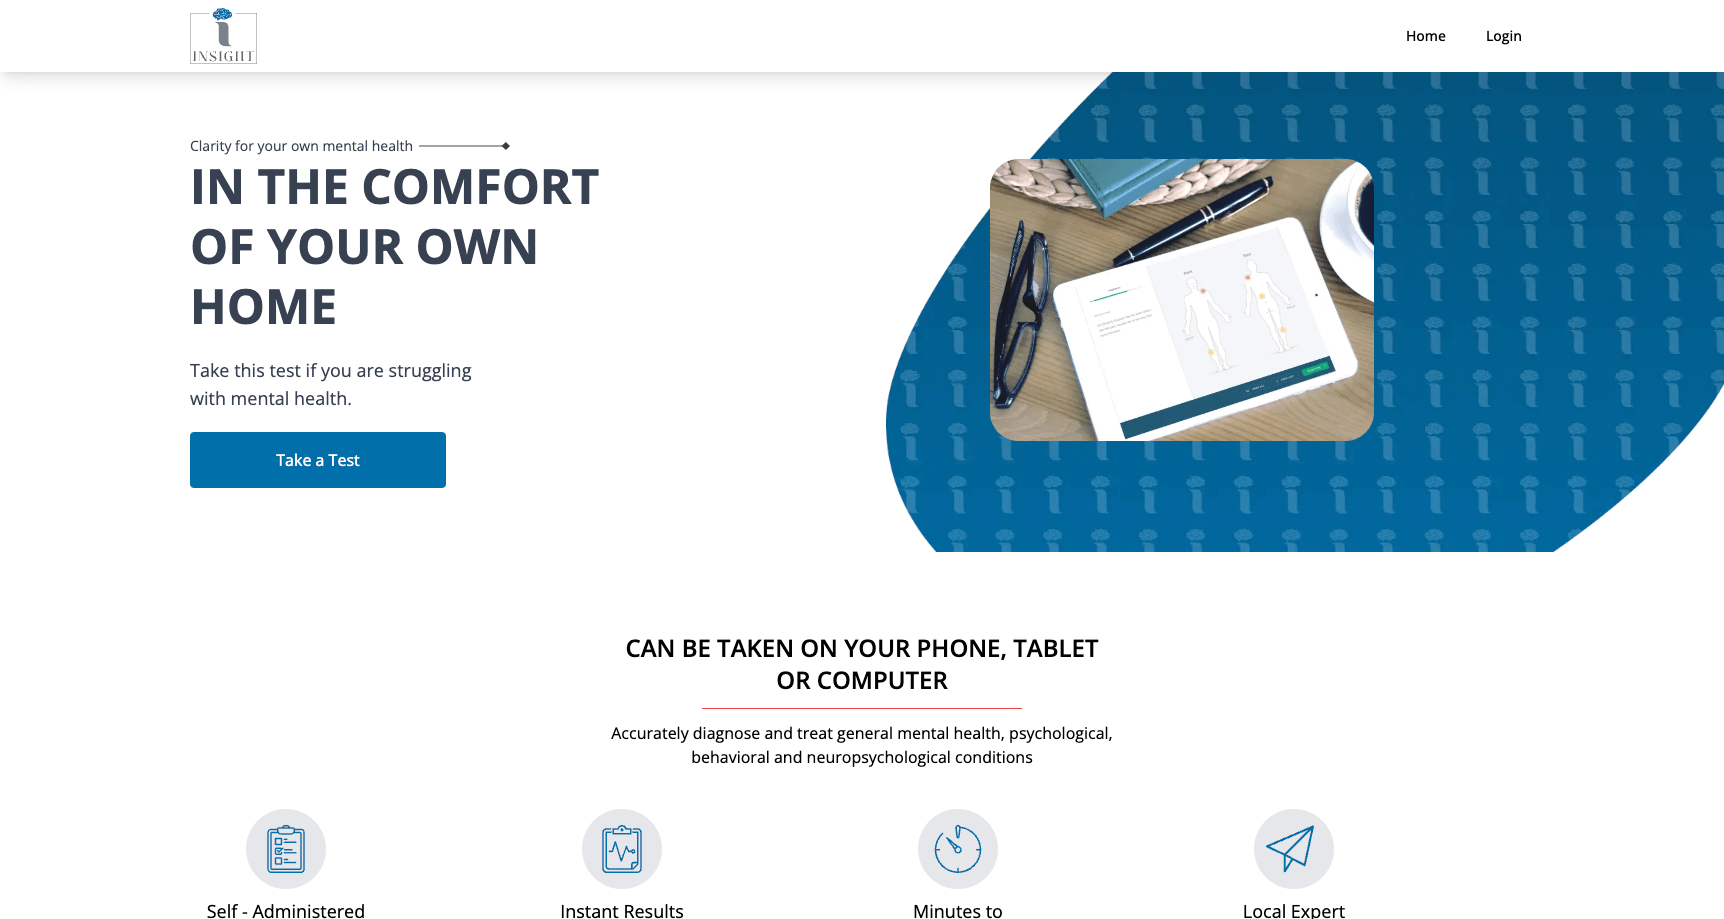 INSIGHT
Home
Login
Clarity for your own mental health
IN THE COMFORT
OF YOUR OWN
HOME
Take this test if you are struggling
with mental health.
Take a Test
CAN BE TAKEN ON YOUR PHONE, TABLET
OR COMPUTER
Accurately diagnose and treat general mental health, psychological,
behavioral and neuropsychological conditions
Self - Administered
Instant Results
Minutes to
Local Expert